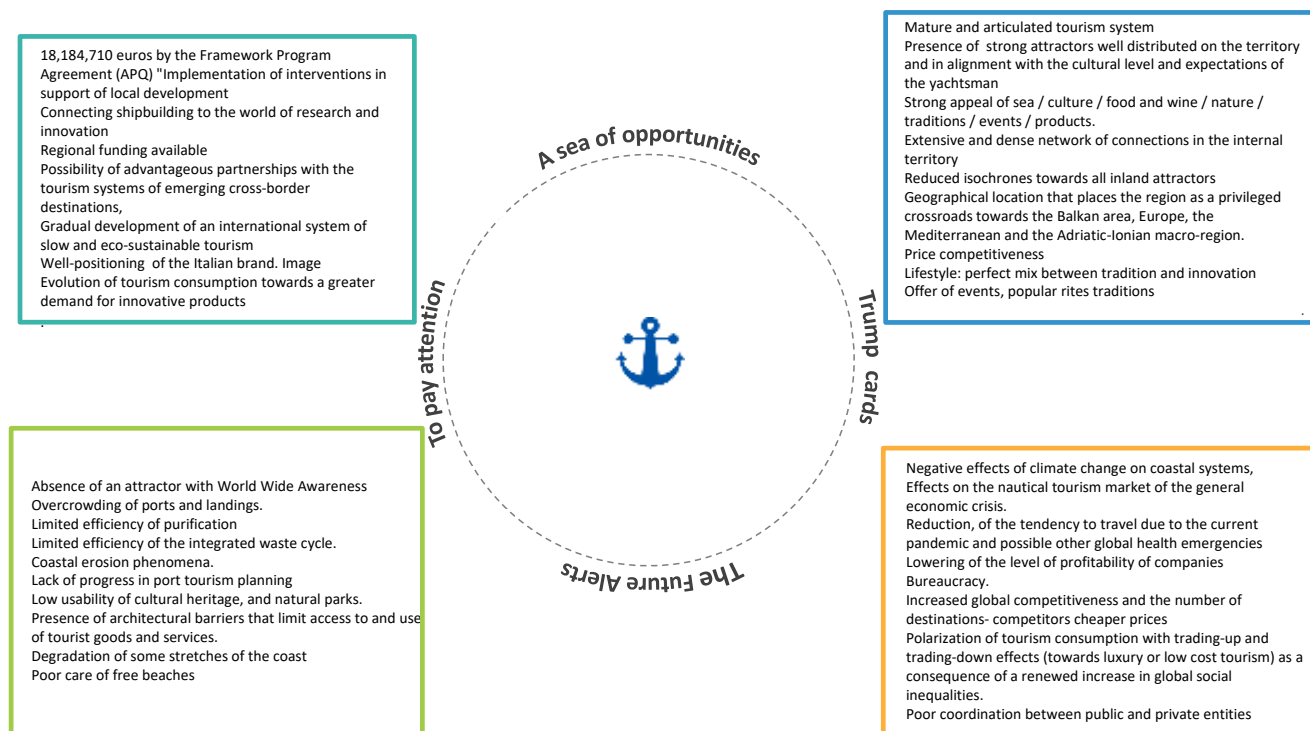 18,184,710 euros by the Framework Program
Agreement (APQ) "Implementation of interventions in
support of local development
Connecting shipbuilding to the world of research and
innovation
Regional funding available
Possibility of advantageous partnerships with the
tourism systems of emerging cross-border
destinations,
Gradual development of an international system of
slow and eco-sustainable tourism
Well-positioning of the Italian brand. Image
Evolution of tourism consumption towards a greater
demand for innovative products
.
Mature and articulated tourism system
Presence of strong attractors well distributed on the territory
and in alignment with the cultural level and expectations of
the yachtsman
Strong appeal of sea / culture / food and wine / nature /
traditions / events / products.
Extensive and dense network of connections in the internal
territory
Reduced isochrones towards all inland attractors
Geographical location that places the region as a privileged
crossroads towards the Balkan area, Europe, the
Mediterranean and the Adriatic-Ionian macro-region.
Price competitiveness
Lifestyle: perfect mix between tradition and innovation
Offer of events, popular rites traditions
.
A sea of opportunities
To pay attention
Trump cards
The Future Alerts
Absence of an attractor with World Wide Awareness
Overcrowding of ports and landings.
Limited efficiency of purification
Limited efficiency of the integrated waste cycle.
Coastal erosion phenomena.
Lack of progress in port tourism planning
Low usability of cultural heritage, and natural parks.
Presence of architectural barriers that limit access to and use
of tourist goods and services.
Degradation of some stretches of the coast
Poor care of free beaches
Negative effects of climate change on coastal systems,
Effects on the nautical tourism market of the general
economic crisis.
Reduction, of the tendency to travel due to the current
pandemic and possible other global health emergencies
Lowering of the level of profitability of companies
Bureaucracy.
Increased global competitiveness and the number of
destinations- competitors cheaper prices
Polarization of tourism consumption with trading-up and
trading-down effects (towards luxury or low cost tourism) as a
consequence of a renewed increase in global social
inequalities.
Poor coordination between public and private entities